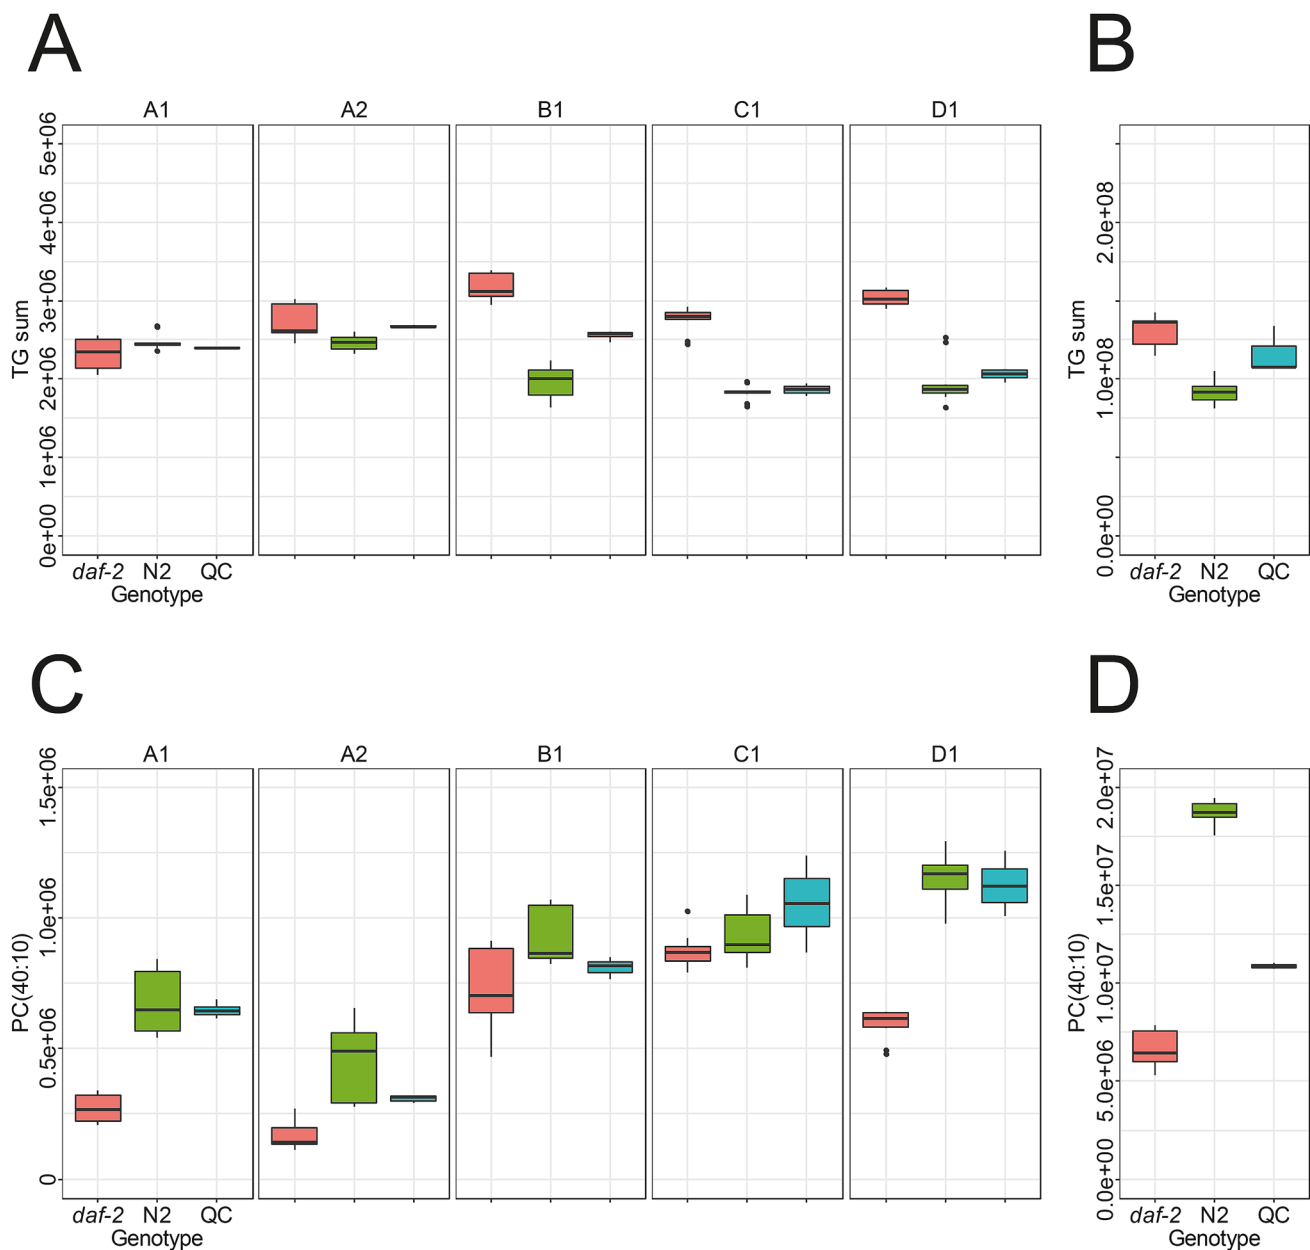 A
B
A1
A2
B1
C1
D1
TG sum
5e+06
4e+06
3e+06
2e+06
1e+06
0e+00
daf-2 N2 QC
Genotype
TG sum
2.0e+08
1.0e+08
0.0e+00
daf-2 N2 QC
Genotype
C
D
A1
A2
B1
C1
D1
PC(40:10)
1.5e+06
1.0e+06
0.5e+06
0
daf-2 N2 QC
Genotype
PC(40:10)
2.0e+07
1.5e+07
1.0e+07
5.0e+06
0.0e+00
daf-2 N2 QC
Genotype